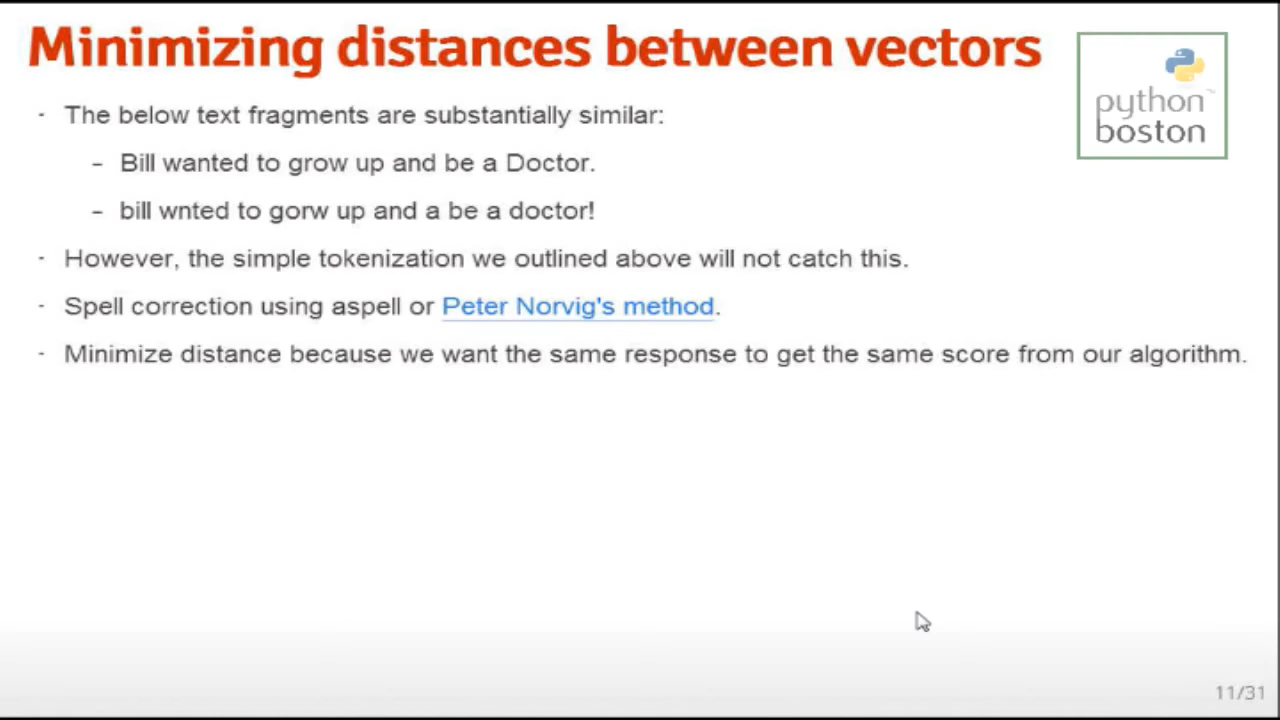 Minimizing distances between vectors
python™
boston
- The below text fragments are substantially similar:
– Bill wanted to grow up and be a Doctor.
– bill wnted to gorw up and a be a doctor!
- However, the simple tokenization we outlined above will not catch this.
- Spell correction using aspell or Peter Norvig's method.
- Minimize distance because we want the same response to get the same score from our algorithm.
11/31